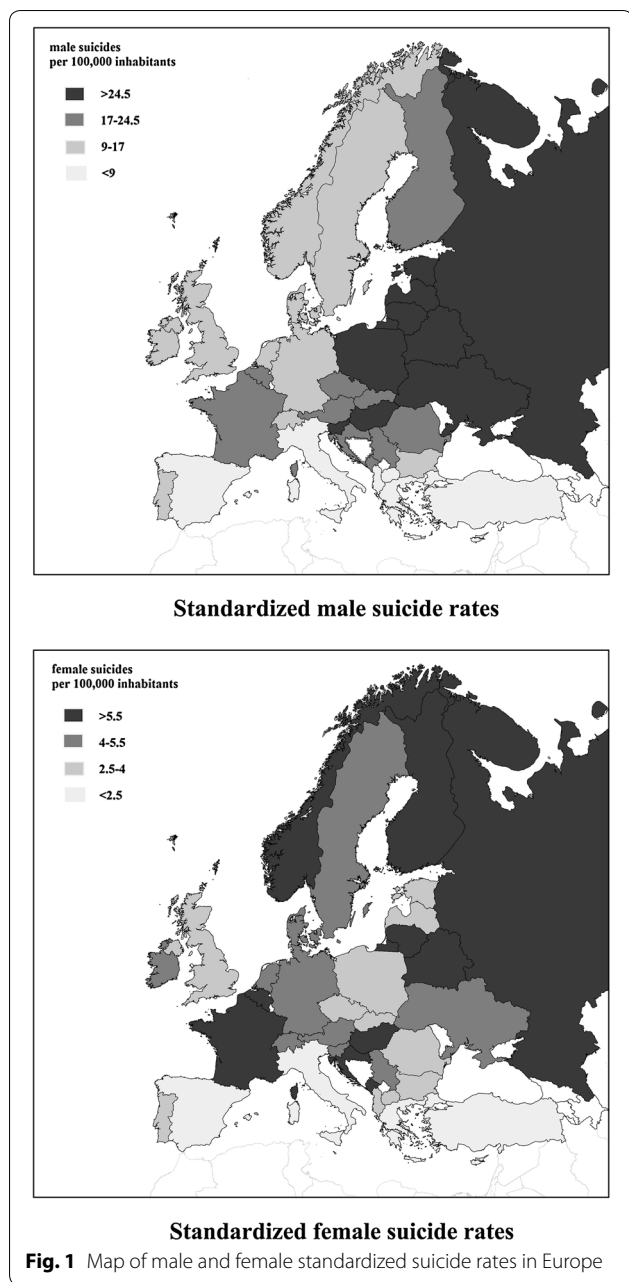 male suicides
per 100,000 inhabitants
>24.5
17-24.5
9-17
<9
Standardized male suicide rates
female suicides
per 100,000 inhabitants
>5.5
4-5.5
2.5-4
<2.5
Standardized female suicide rates
Fig. 1 Map of male and female standardized suicide rates in Europe